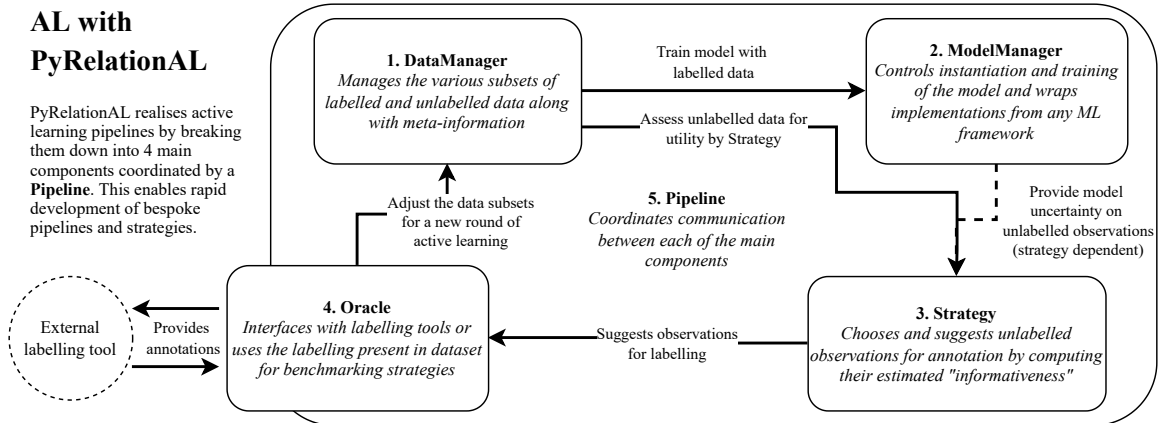 AL with
PyRelationAL
PyRelationAL realises active
learning pipelines by breaking
them down into 4 main
components coordinated by a
Pipeline. This enables rapid
development of bespoke
pipelines and strategies.
1. DataManager
Manages the various subsets of
labelled and unlabelled data along
with meta-information
Train model with
labelled data
2. ModelManager
Controls instantiation and training
of the model and wraps
implementations from any ML
framework
Assess unlabelled data for
utility by Strategy
Adjust the data subsets
for a new round of
active learning
5. Pipeline
Coordinates communication
between each of the main
components
Provide model
uncertainty on
unlabelled observations
(strategy dependent)
External
labelling tool
Provides
annotations
4. Oracle
Interfaces with labelling tools or
uses the labelling present in dataset
for benchmarking strategies
Suggests observations
for labelling
3. Strategy
Chooses and suggests unlabelled
observations for annotation by computing
their estimated "informativeness"